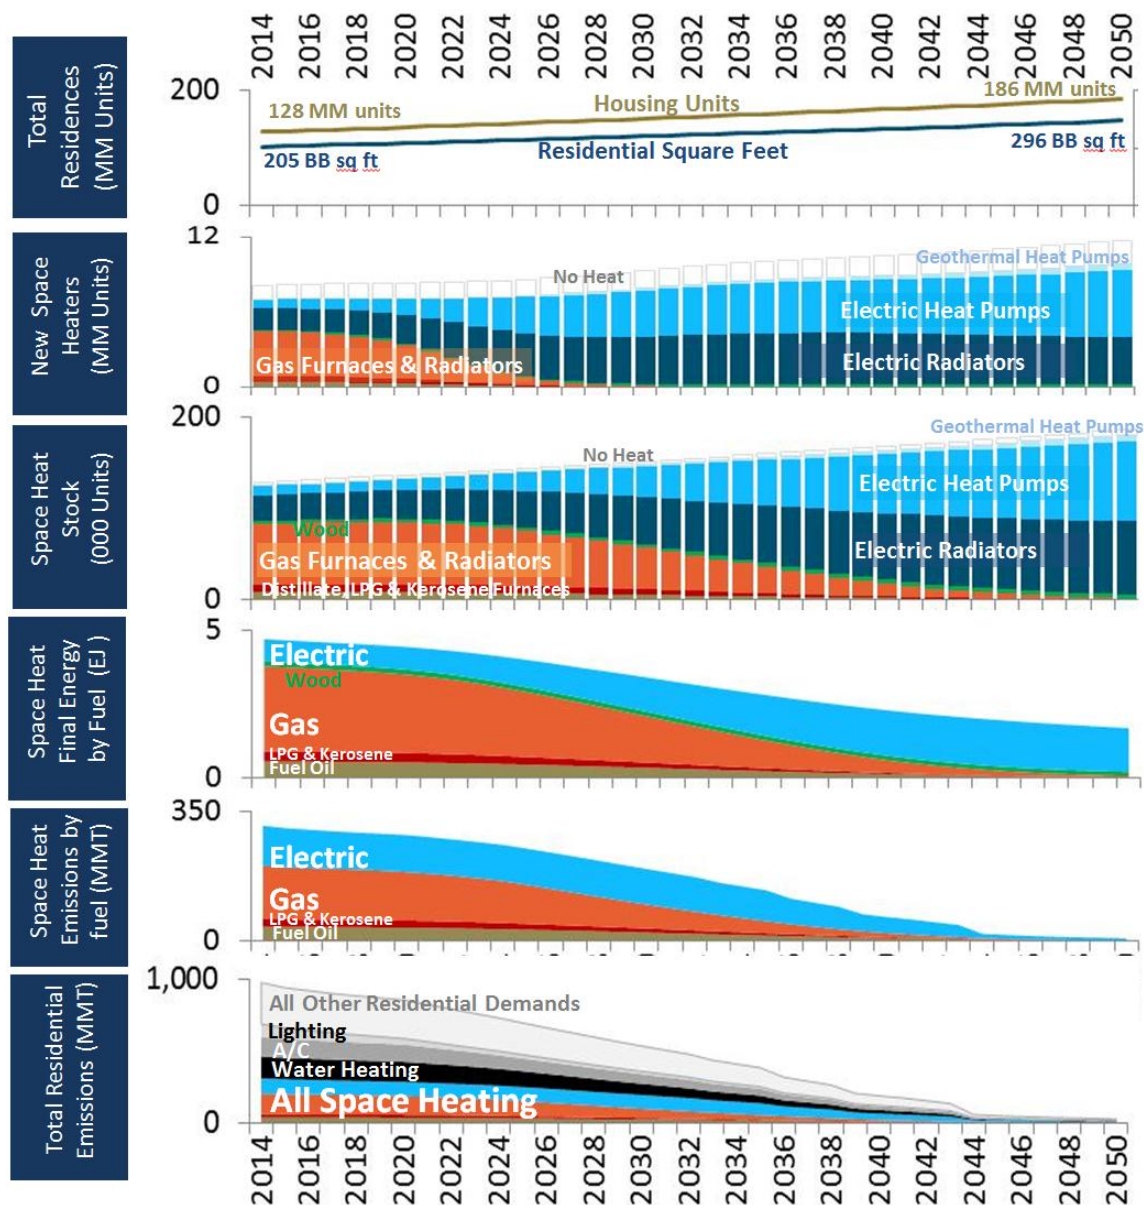 2014 2016 2018 2020 2022 2024 2026 2028 2030 2032 2034 2036 2038 2040 2042 2044 2046 2048 2050
Total
Residences
(MM Units)
200
0
128 MM units
Housing Units
186 MM units
205 BB sq ft
Residential Square Feet
296 BB sq ft
New Space
Heaters
(MM Units)
12
0
No Heat
Geothermal Heat Pumps
Electric Heat Pumps
Gas Furnaces & Radiators
Electric Radiators
Space Heat
Stock
(000 Units)
200
0
No Heat
Geothermal Heat Pumps
Electric Heat Pumps
Wood
Gas Furnaces & Radiators
Electric Radiators
Distillate, LPG & Kerosene Furnaces
Space Heat
Final Energy
by Fuel (EJ )
5
0
Electric
Wood
Gas
LPG & Kerosene
Fuel Oil
Space Heat
Emissions by
fuel (MMT)
350
0
Electric
Gas
LPG & Kerosene
Fuel Oil
Total Residential
Emissions (MMT)
1,000
0
All Other Residential Demands
Lighting
A/C
Water Heating
All Space Heating
2014 2016 2018 2020 2022 2024 2026 2028 2030 2032 2034 2036 2038 2040 2042 2044 2046 2048 2050